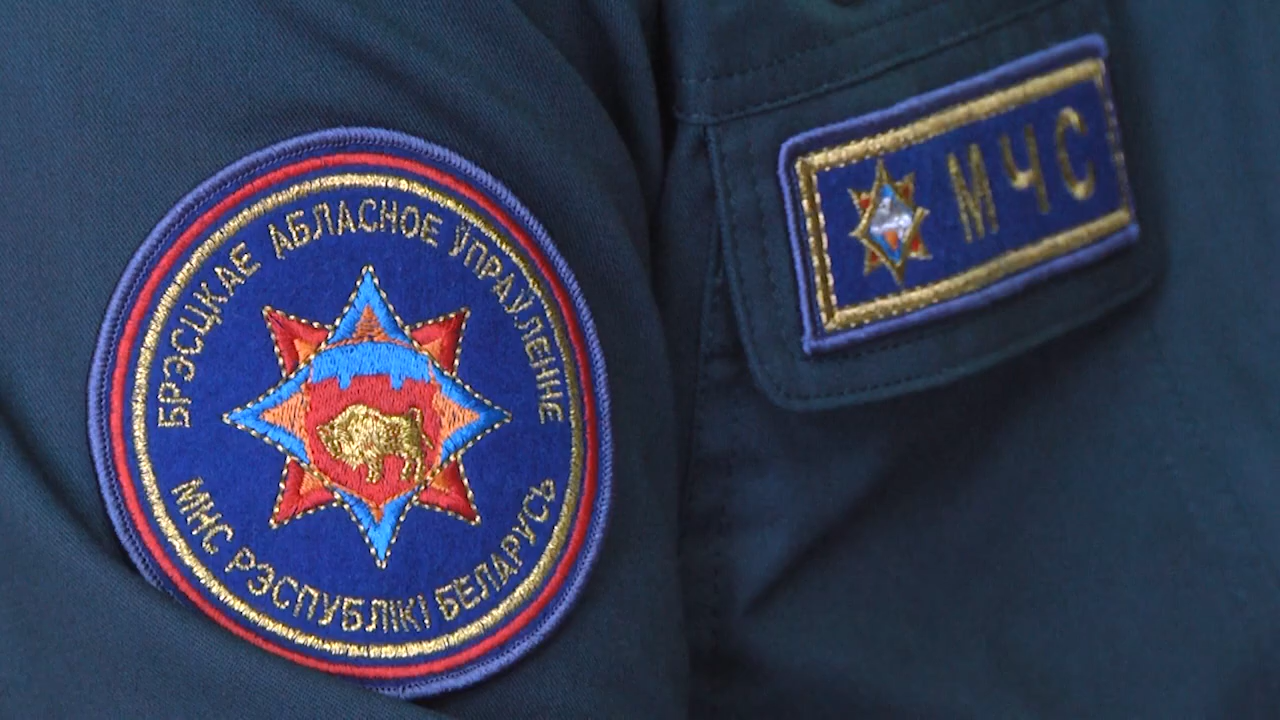 БРЭСЦКАЕ АБЛАСНОЕ ЎПРАЎЛЕННЕ
МНС РЭСПУБЛІКІ БЕЛАРУСЬ
МЧС